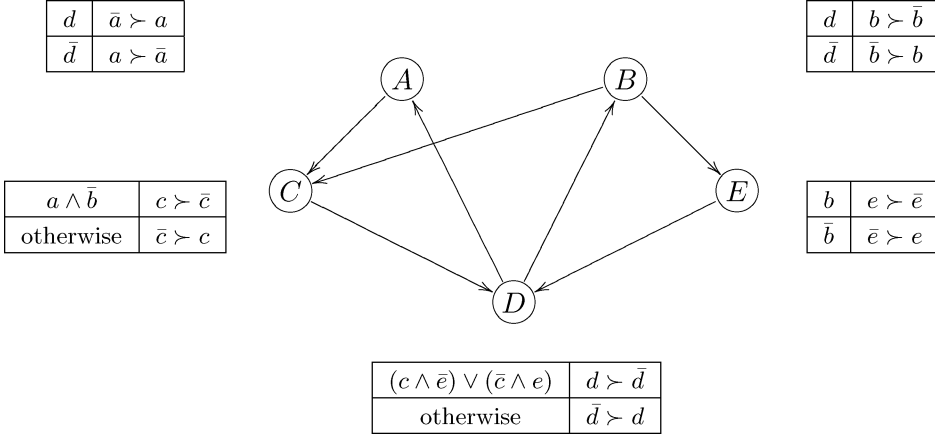 d ā ≻ a
d̄ a ≻ ā
d b ≻ b̄
d̄ b̄ ≻ b
A
B
a ∧ b̄ c ≻ c̄
otherwise c̄ ≻ c
C
E
b e ≻ ē
b̄ ē ≻ e
D
(c ∧ ē) ∨ (c̄ ∧ e) d ≻ d̄
otherwise d̄ ≻ d